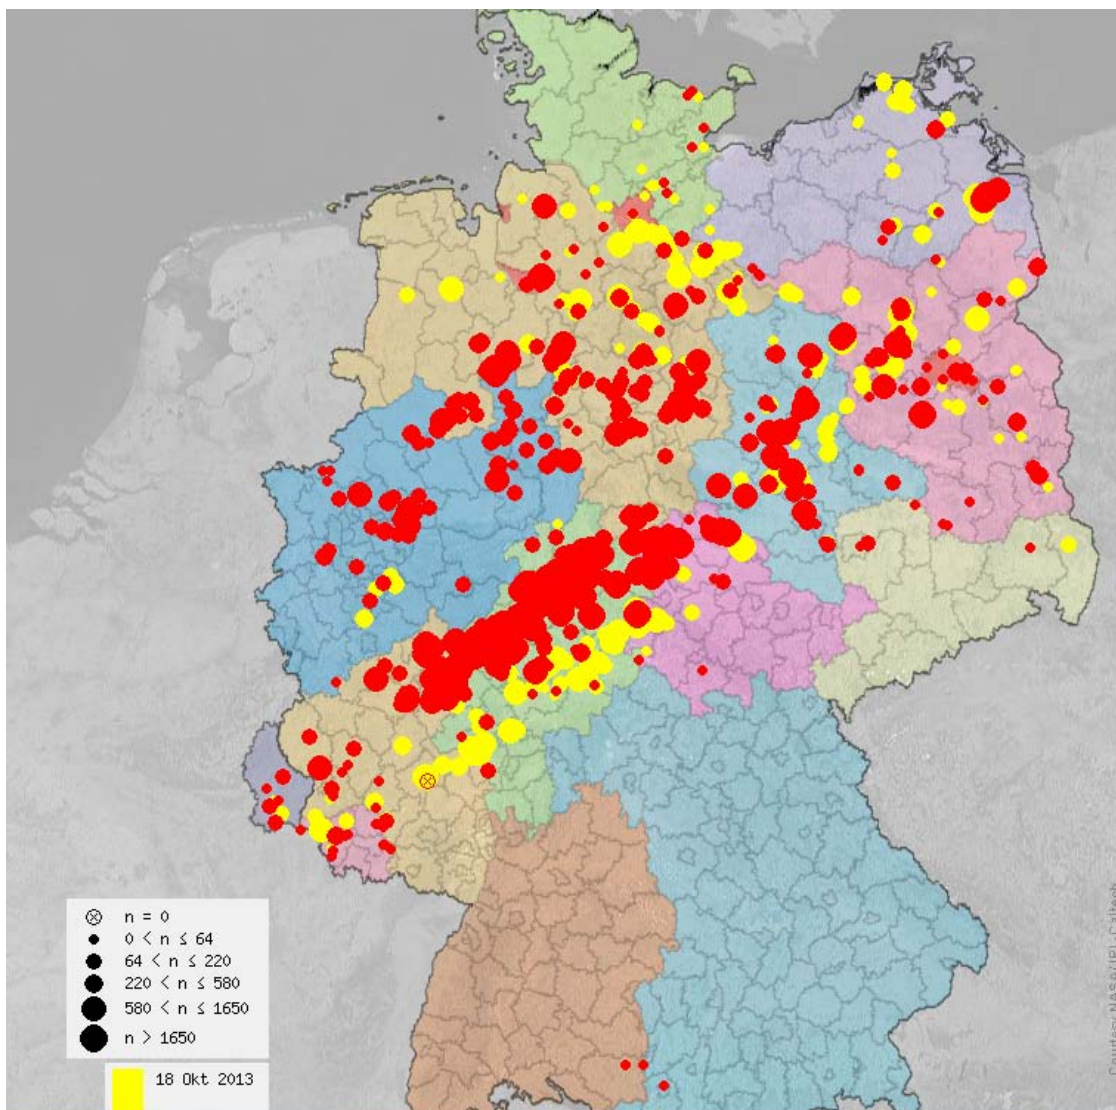 n = 0
0 < n ≤ 64
64 < n ≤ 220
220 < n ≤ 580
580 < n ≤ 1650
n > 1650
18 Okt 2013